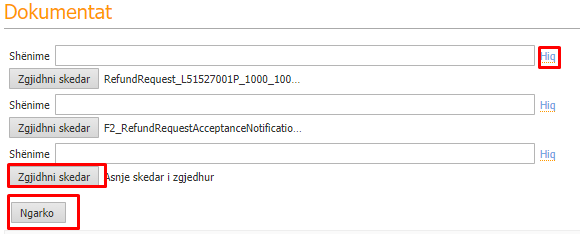 Dokumentat
Shënime Hiq
Zgjidhni skedar RefundRequest_L51527001P_1000_100...
Shënime Hiq
Zgjidhni skedar F2_RefundRequestAcceptanceNotificatio...
Shënime Hiq
Zgjidhni skedar Asnje skedar i zgjedhur
Ngarko